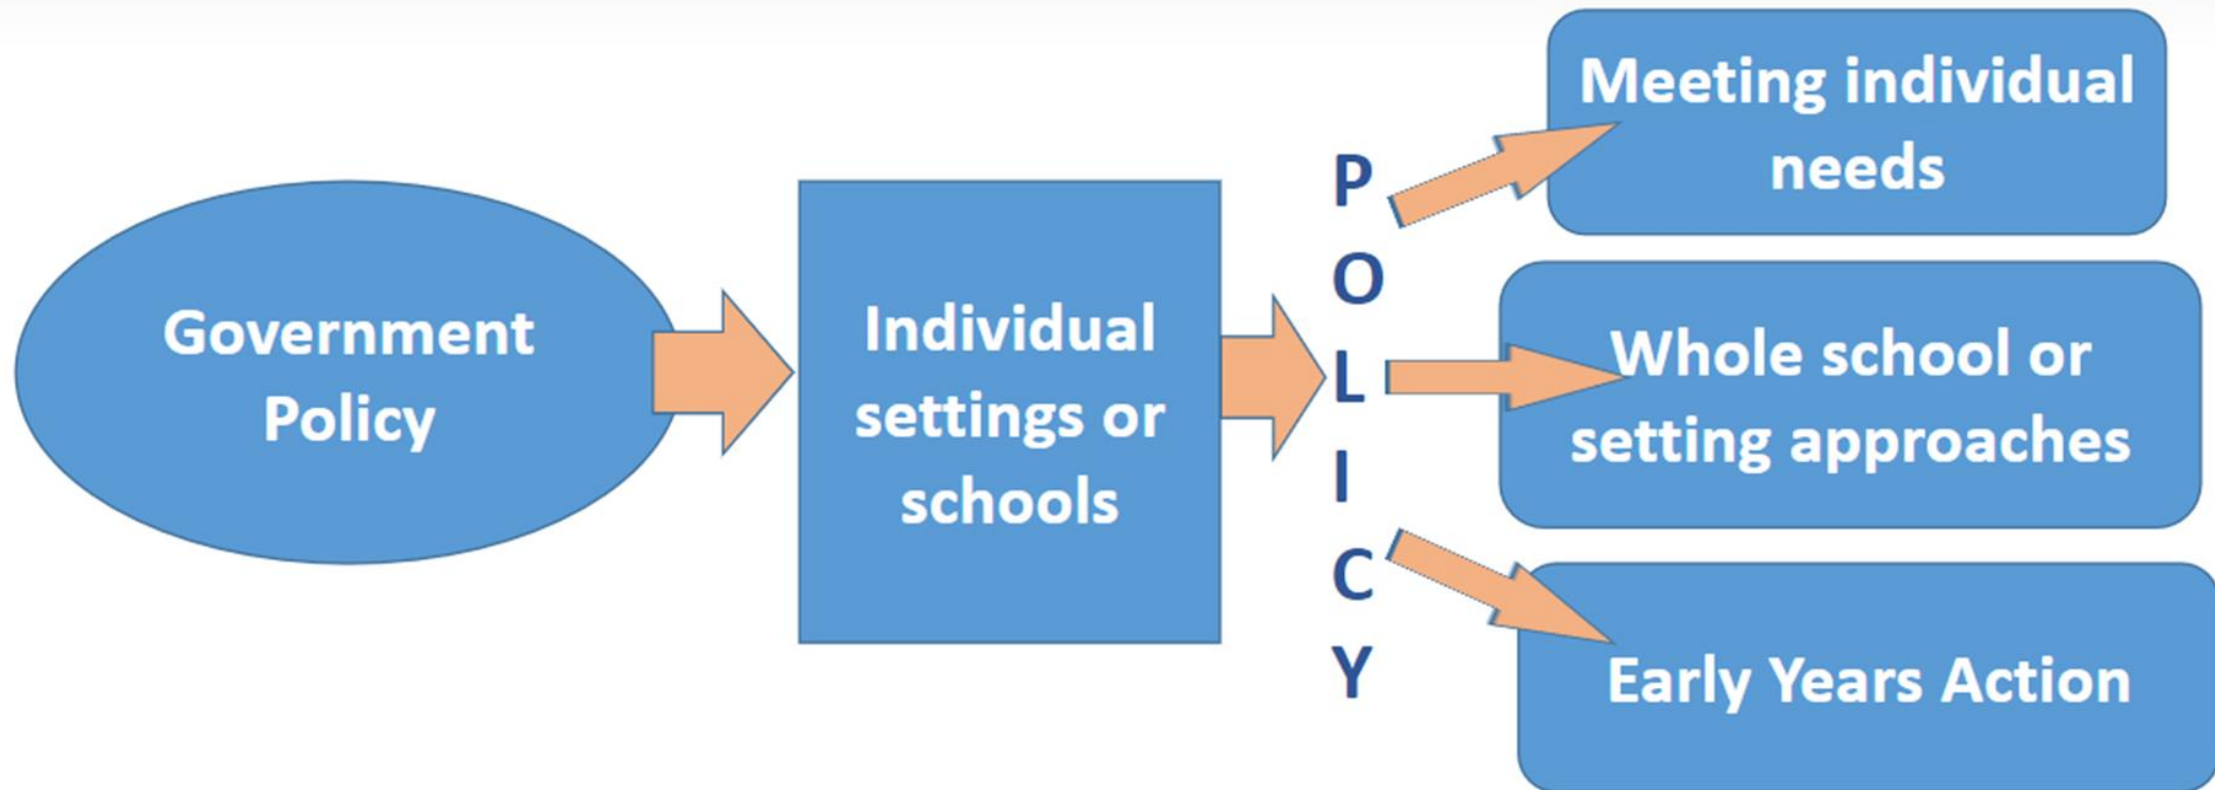 Government
Policy
Individual
settings or
schools
P
O
L
I
C
Y
Meeting individual
needs
Whole school or
setting approaches
Early Years Action